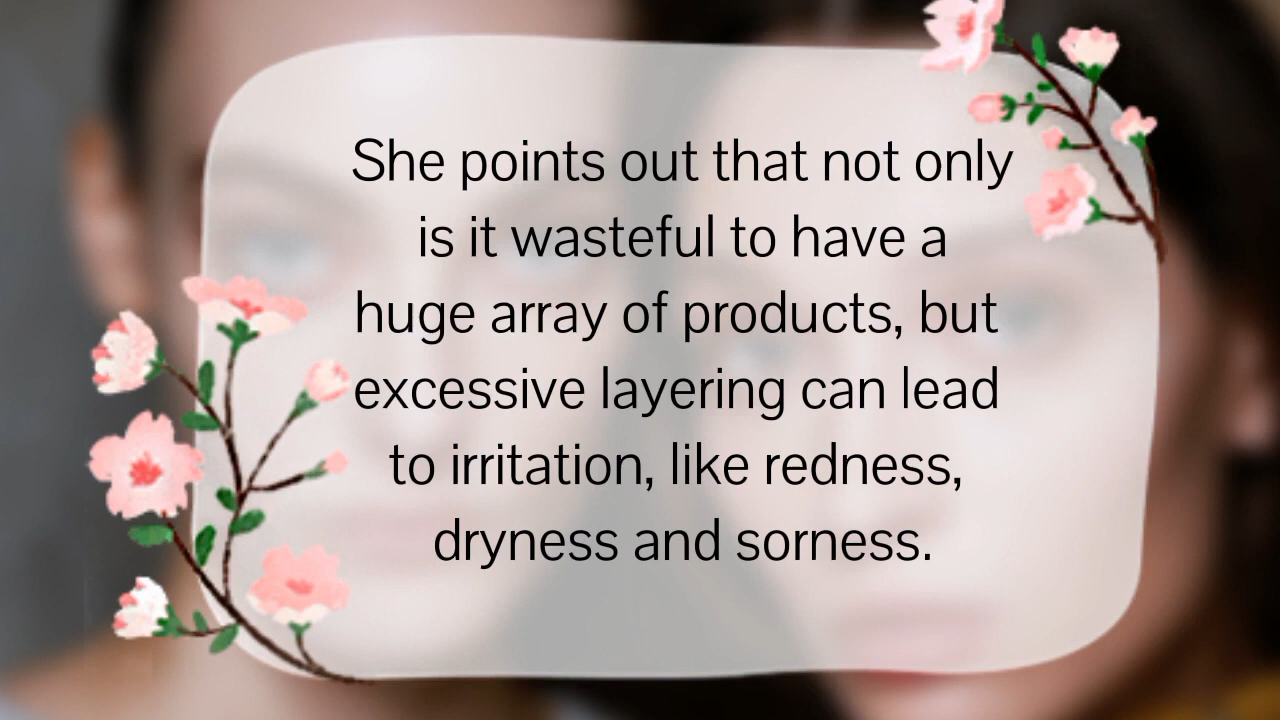 She points out that not only
is it wasteful to have a
huge array of products, but
excessive layering can lead
to irritation, like redness,
dryness and sorness.